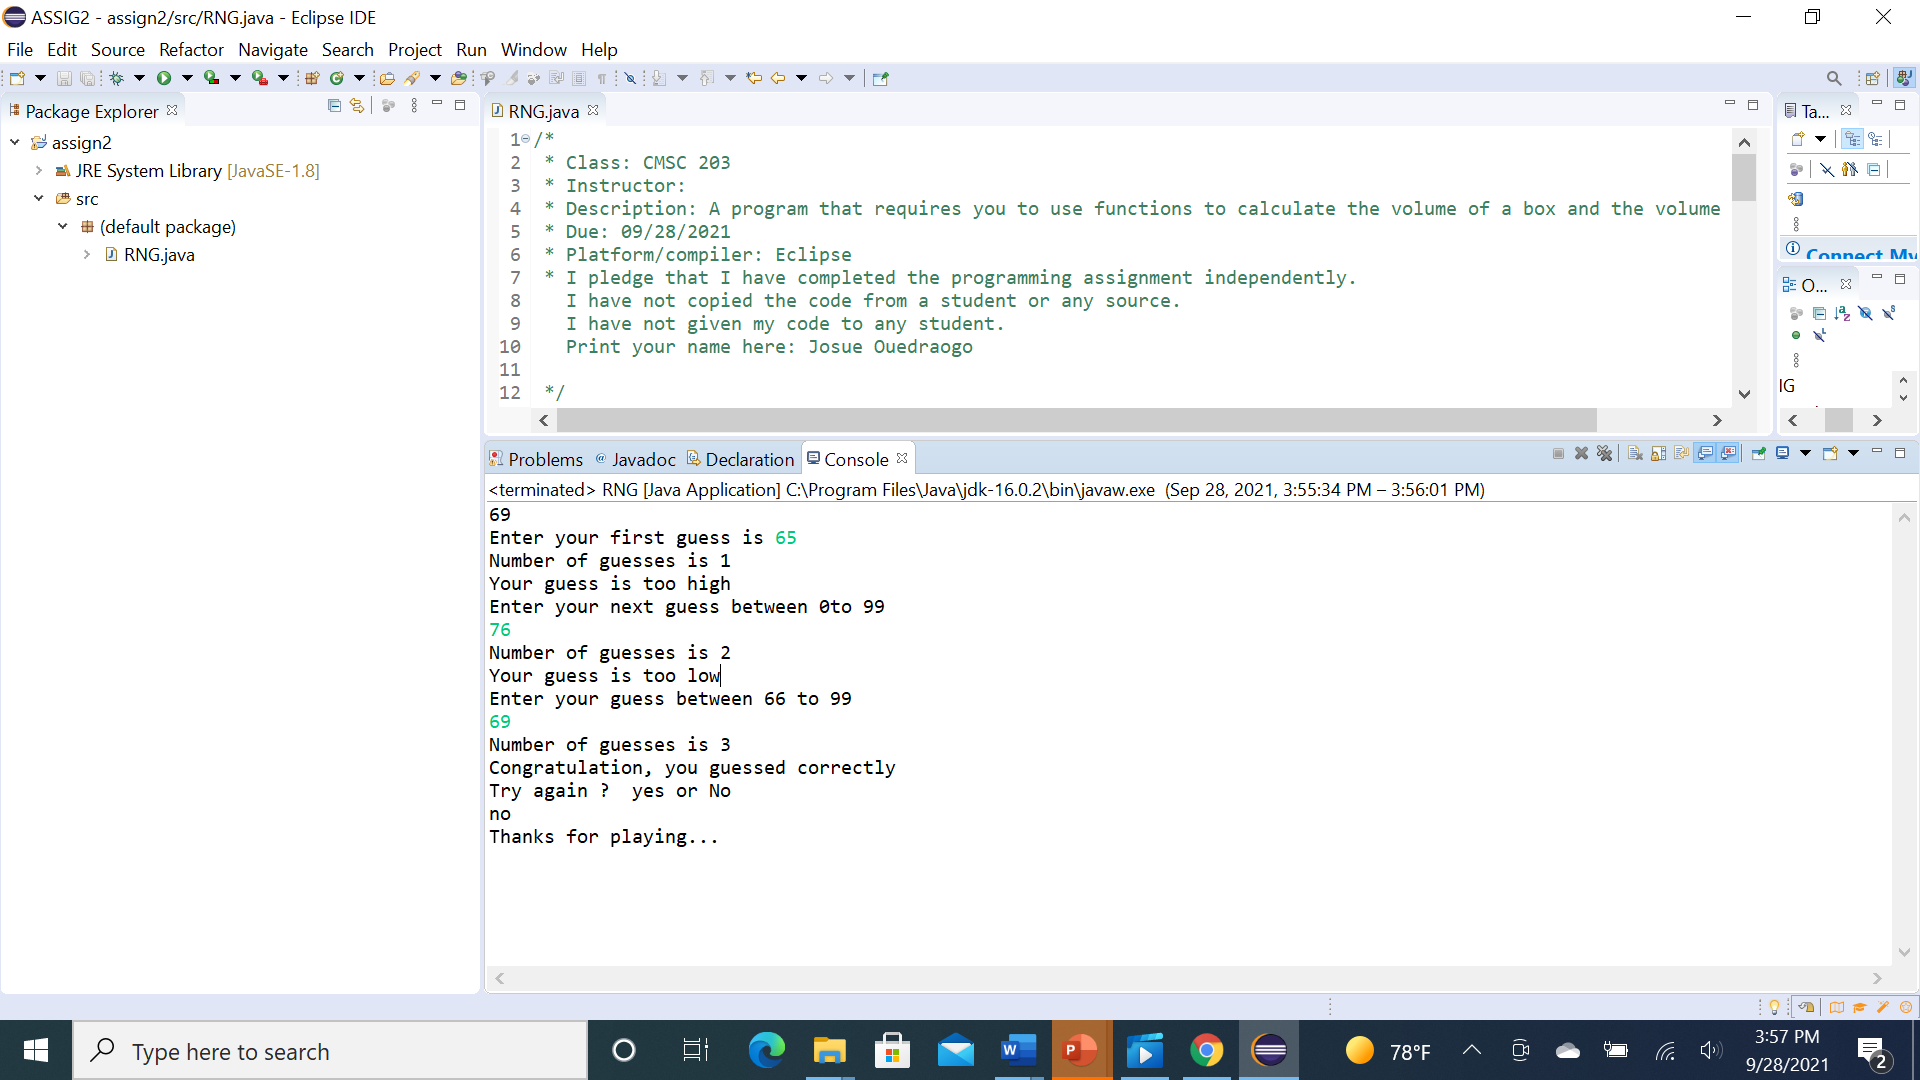 ASSIG2 - assign2/src/RNG.java - Eclipse IDE
File Edit Source Refactor Navigate Search Project Run Window Help
Package Explorer
assign2
JRE System Library [JavaSE-1.8]
src
(default package)
RNG.java
RNG.java
1 /*
2 * Class: CMSC 203
3 * Instructor:
4 * Description: A program that requires you to use functions to calculate the volume of a box and the volume
5 * Due: 09/28/2021
6 * Platform/compiler: Eclipse
7 * I pledge that I have completed the programming assignment independently.
8 I have not copied the code from a student or any source.
9 I have not given my code to any student.
10 Print your name here: Josue Ouedraogo
11
12 */
Ta...
Connect My
O...
IG
Problems @ Javadoc Declaration Console
<terminated> RNG [Java Application] C:\Program Files\Java\jdk-16.0.2\bin\javaw.exe (Sep 28, 2021, 3:55:34 PM – 3:56:01 PM)
69
Enter your first guess is 65
Number of guesses is 1
Your guess is too high
Enter your next guess between 0to 99
76
Number of guesses is 2
Your guess is too low
Enter your guess between 66 to 99
69
Number of guesses is 3
Congratulation, you guessed correctly
Try again ?  yes or No
no
Thanks for playing...
Type here to search
78°F
3:57 PM
9/28/2021
2